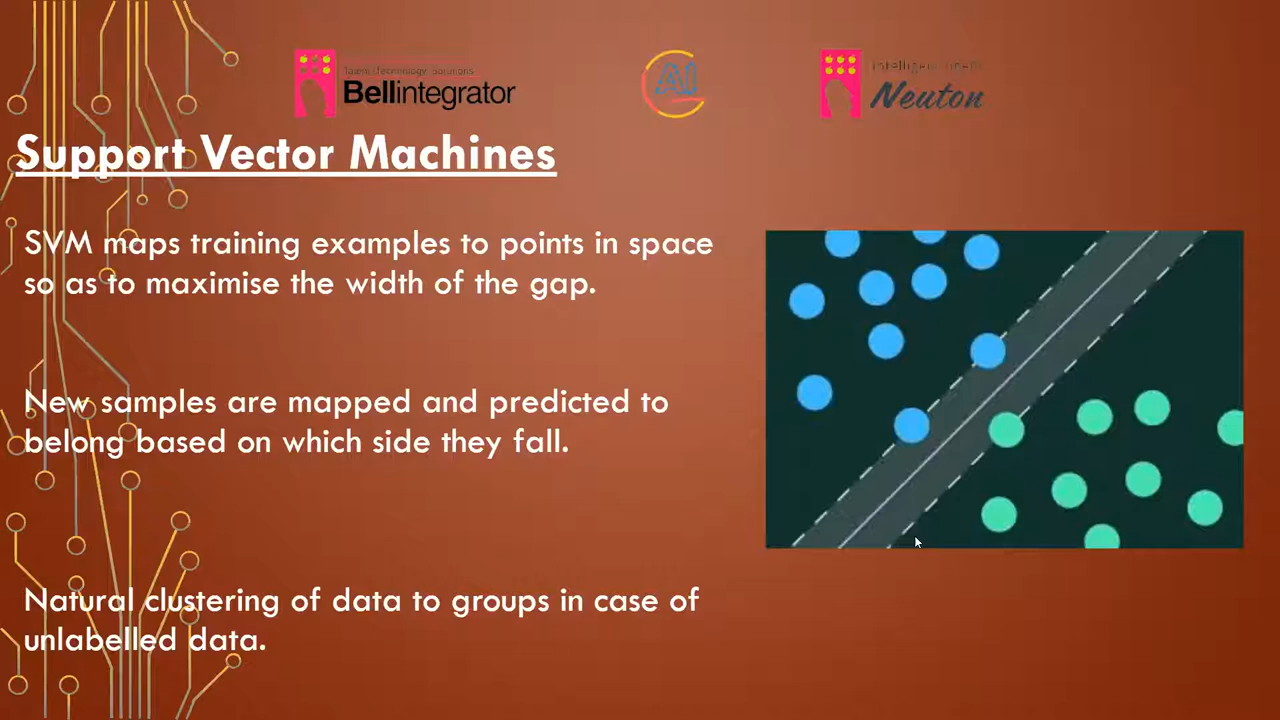 Bellintegrator
AI
Neuton
Support Vector Machines
SVM maps training examples to points in space
so as to maximise the width of the gap.
New samples are mapped and predicted to
belong based on which side they fall.
Natural clustering of data to groups in case of
unlabelled data.